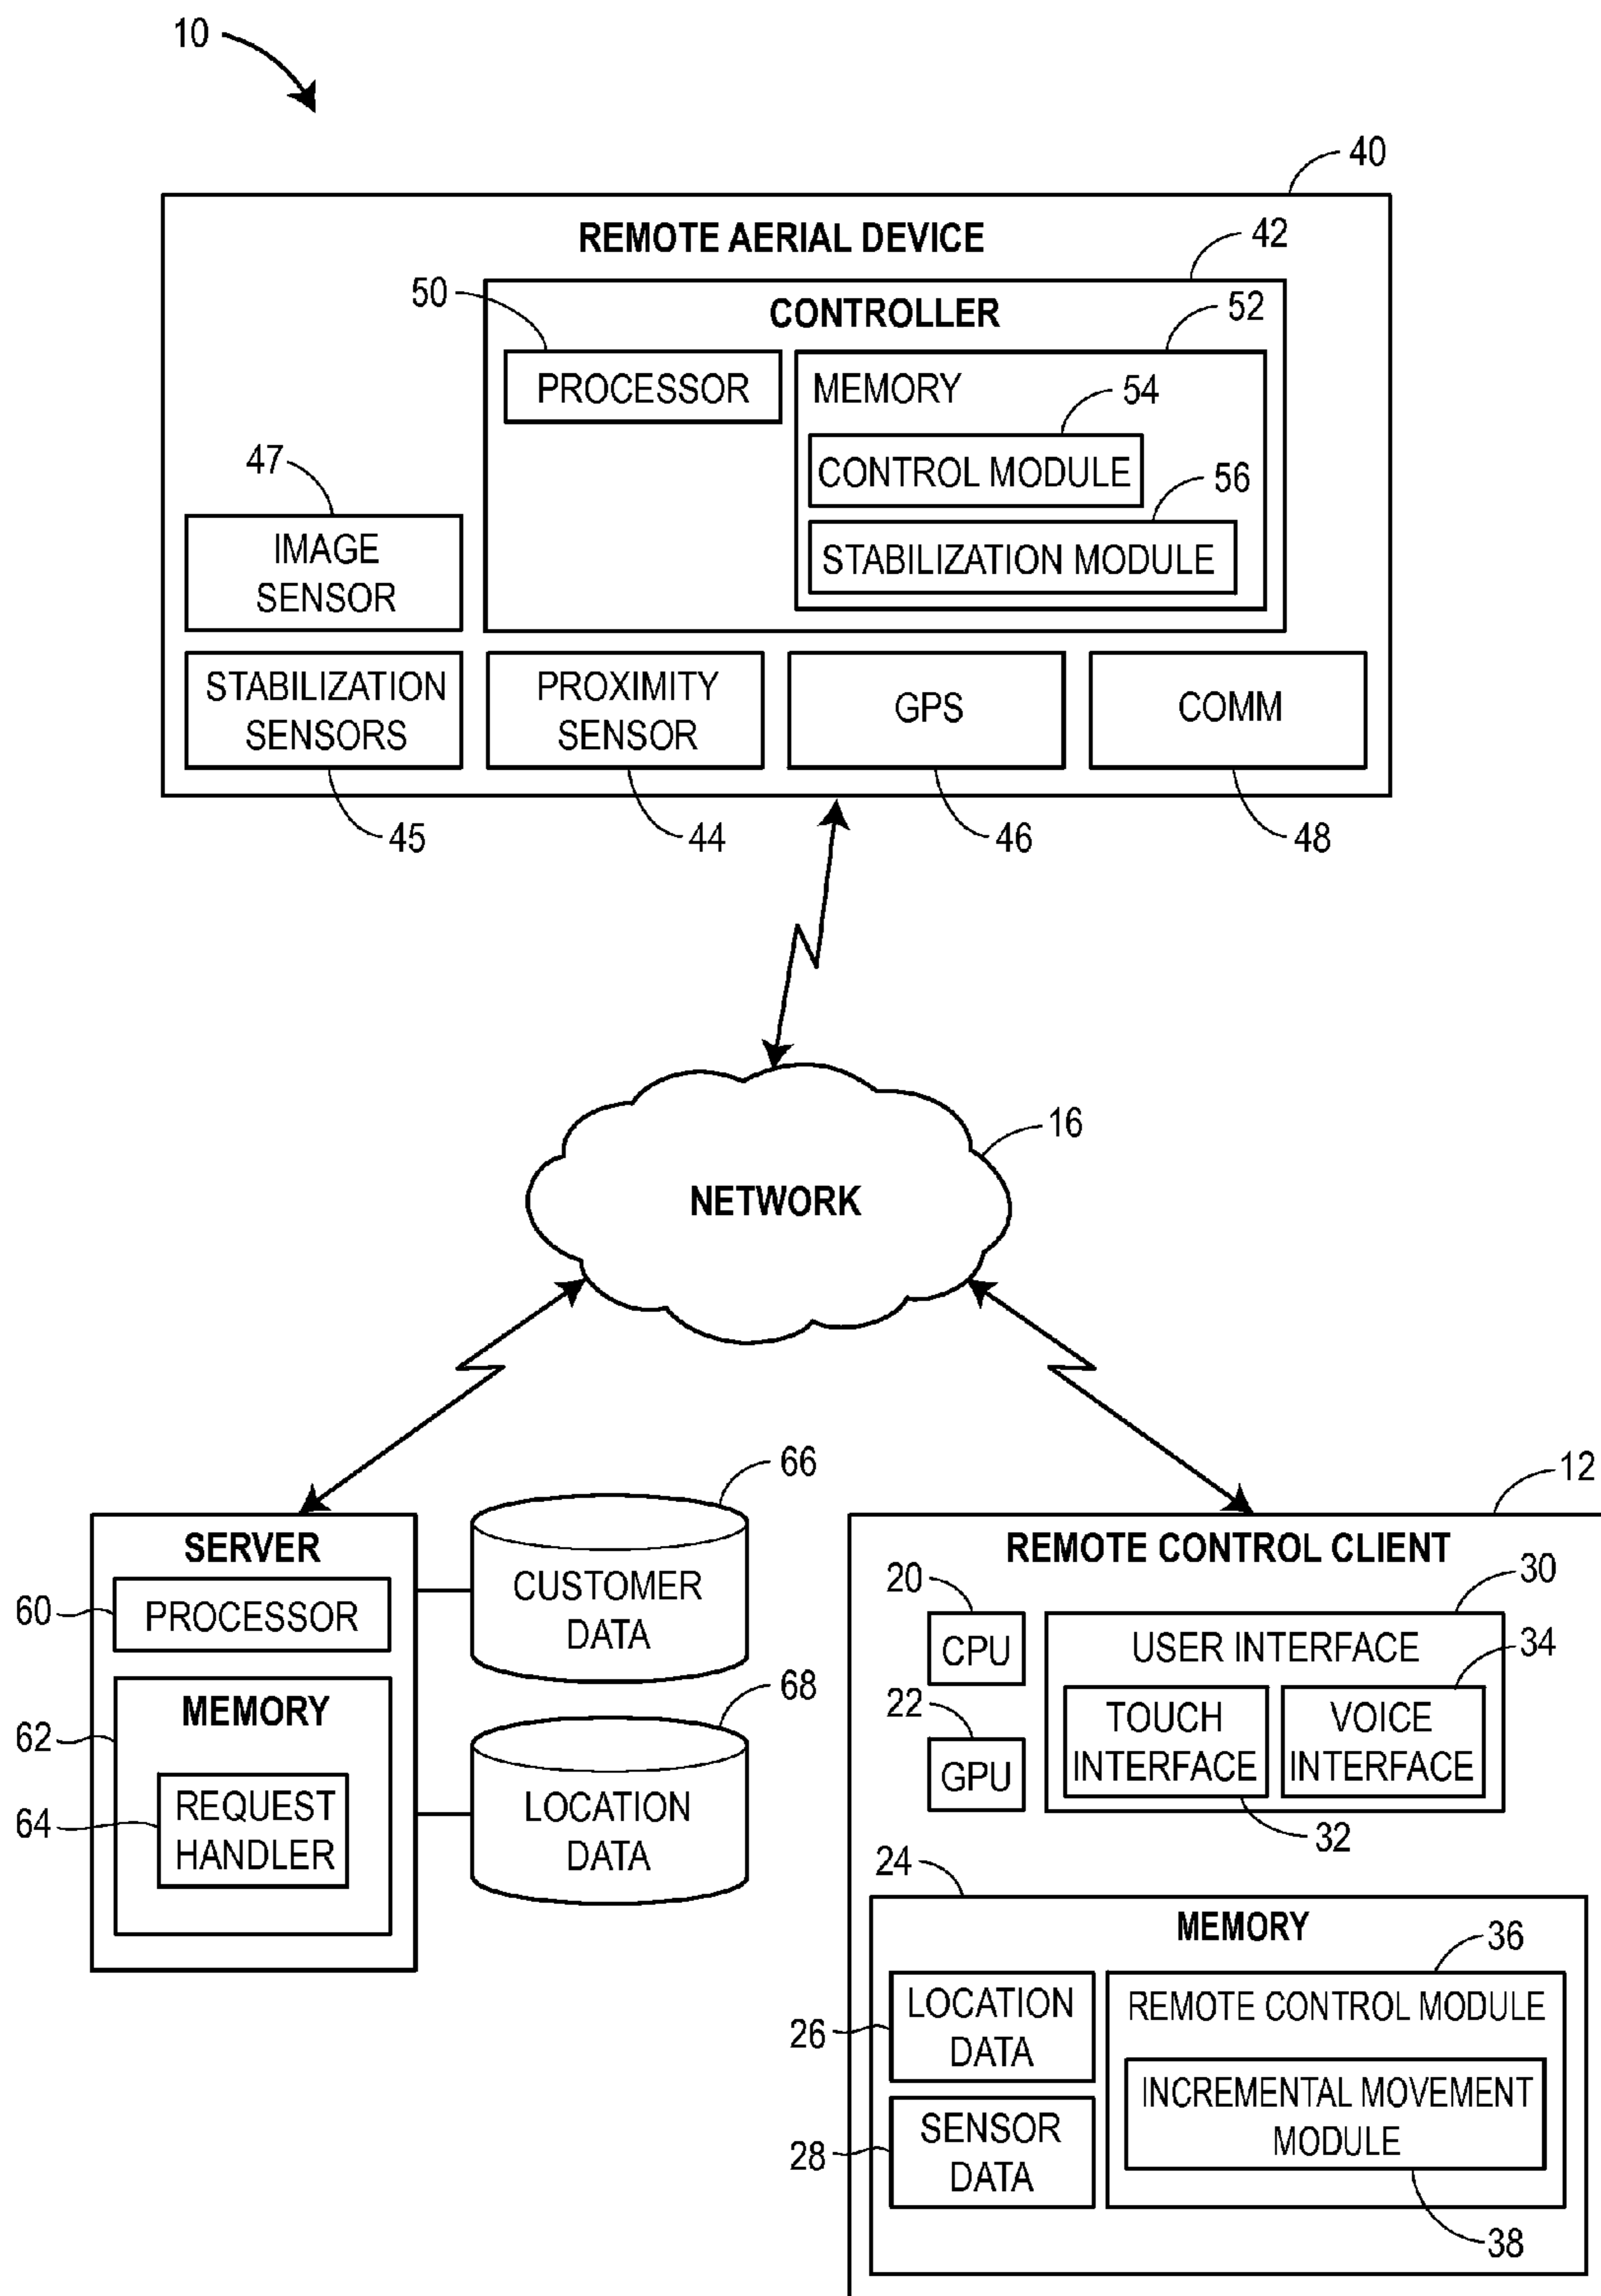 10
40
REMOTE AERIAL DEVICE
42
50
CONTROLLER
52
PROCESSOR
MEMORY
54
CONTROL MODULE
56
STABILIZATION MODULE
47
IMAGE
SENSOR
STABILIZATION
SENSORS
PROXIMITY
SENSOR
GPS
COMM
45
44
46
48
16
NETWORK
66
SERVER
60
PROCESSOR
CUSTOMER
DATA
62
MEMORY
68
64
REQUEST
HANDLER
LOCATION
DATA
12
REMOTE CONTROL CLIENT
20
CPU
30
USER INTERFACE
34
22
GPU
TOUCH
INTERFACE
VOICE
INTERFACE
32
24
MEMORY
36
26
LOCATION
DATA
REMOTE CONTROL MODULE
28
SENSOR
DATA
INCREMENTAL MOVEMENT
MODULE
38